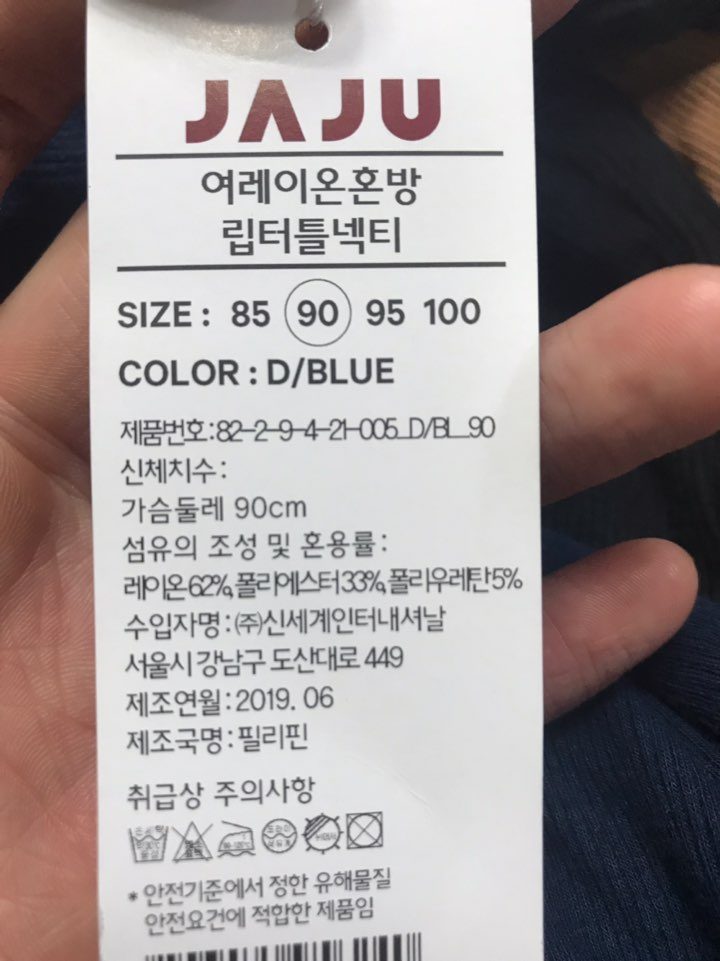 JAJU
여레이온혼방
립터틀넥티
SIZE : 85 90 95 100
COLOR : D/BLUE
제품번호:82-2-9-4-21-005_D/BL_90
신체치수:
가슴둘레 90cm
섬유의 조성 및 혼용률:
레이온62%,폴리에스터33%,폴리우레탄5%
수입자명:㈜신세계인터내셔날
서울시 강남구 도산대로 449
제조연월:2019. 06
제조국명:필리핀
취급상 주의사항
* 안전기준에서 정한 유해물질
안전요건에 적합한 제품임